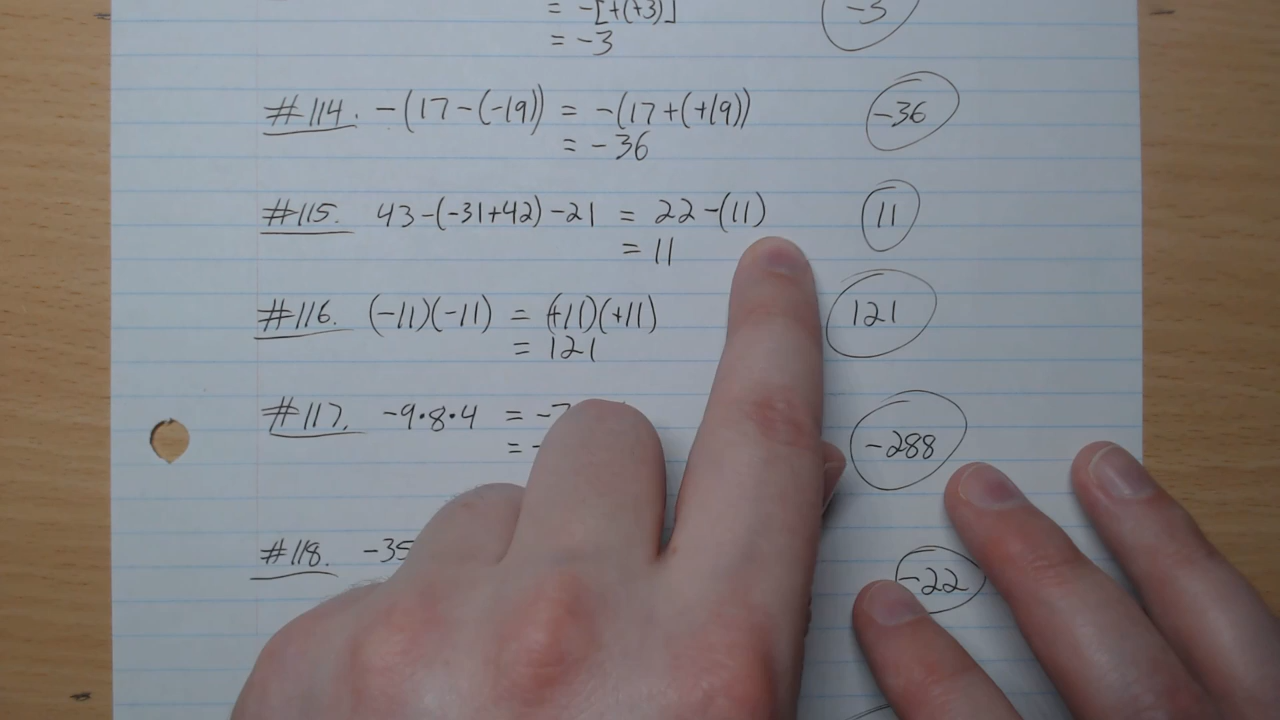 = -[+(+3)] -3
= -3
#114. -(17-(-19)) = -(17+(+19)) -36
= -36
#115. 43-(-31+42)-21 = 22-(11) 11
= 11
#116. (-11)(-11) = (+11)(+11) 121
= 121
#117. -9•8•4 = -7 -288
= -
#118. -35 -22